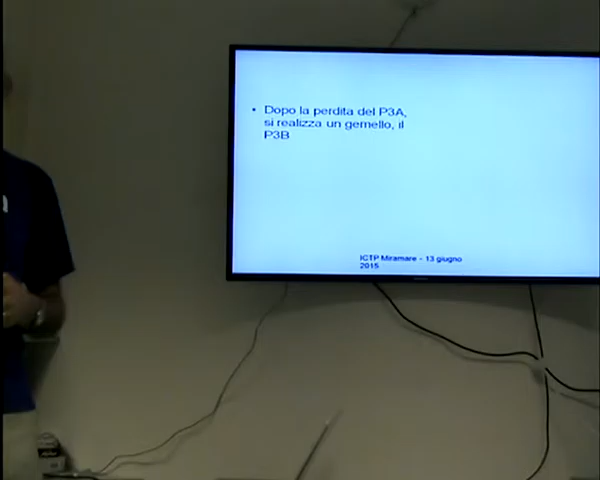 • Dopo la perdita del P3A,
si realizza un gemello, il
P3B
ICTP Miramare - 13 giugno
2015